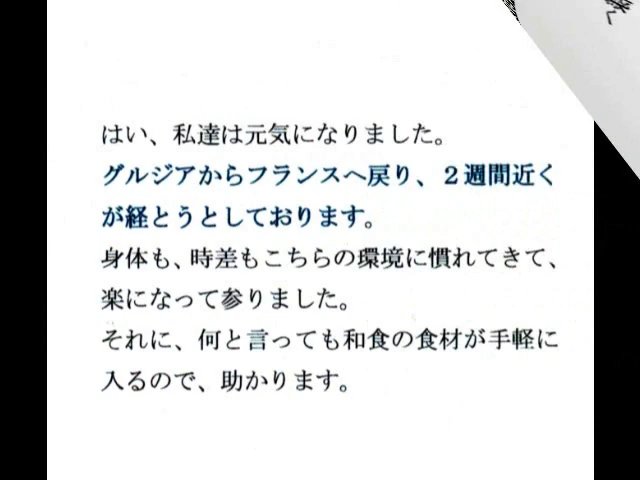 はい、私達は元気になりました。
グルジアからフランスへ戻り、２週間近く
が経とうとしております。
身体も、時差もこちらの環境に慣れてきて、
楽になって参りました。
それに、何と言っても和食の食材が手軽に
入るので、助かります。